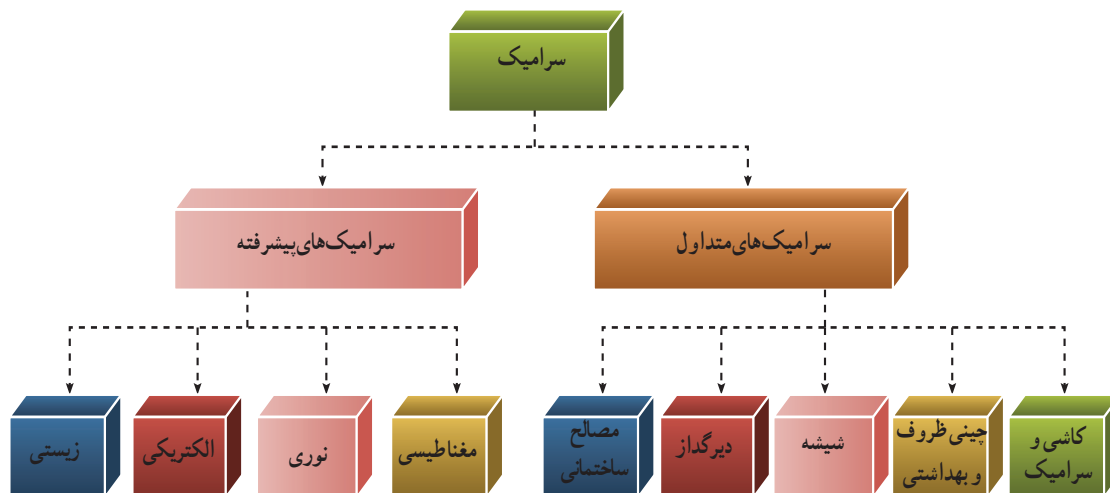 سرامیک
سرامیک‌های متداول
سرامیک‌های پیشرفته
کاشی و
سرامیک
چینی ظروف
و بهداشتی
شیشه
دیرگداز
مصالح
ساختمانی
مغناطیسی
نوری
الکتریکی
زیستی